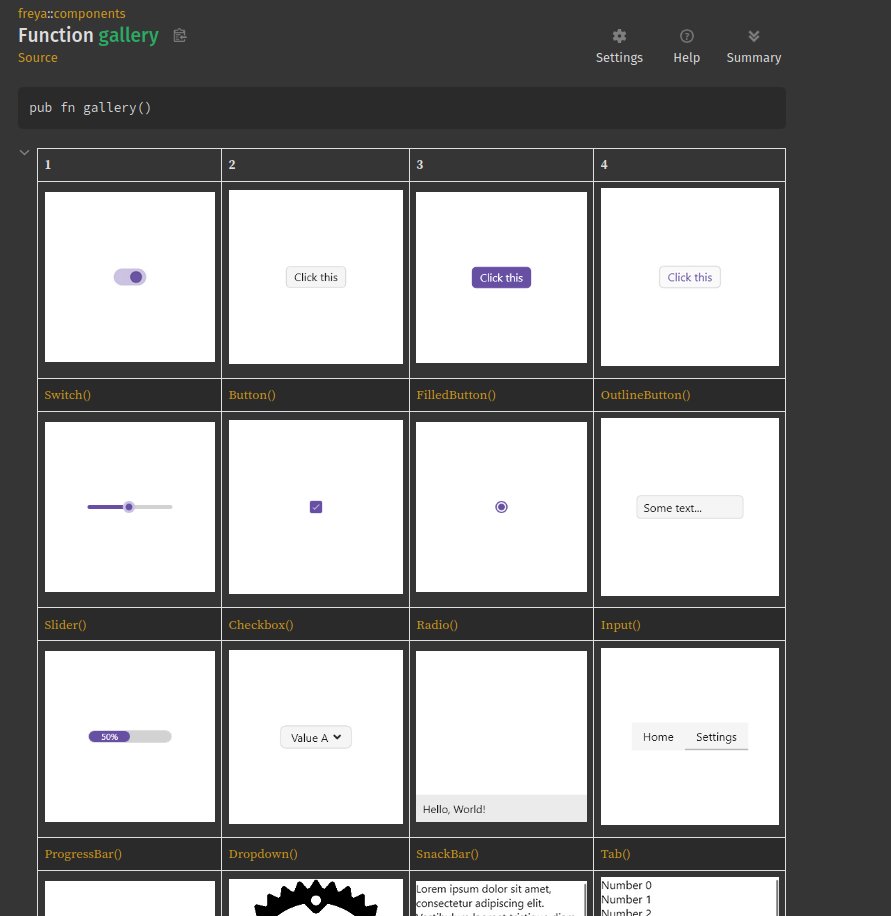 freya::components
Function gallery
Source
Settings
Help
Summary
pub fn gallery()
1 2 3 4
Click this Click this Click this
Switch() Button() FilledButton() OutlineButton()
Some text...
Slider() Checkbox() Radio() Input()
50% Value A Home Settings
Hello, World!
ProgressBar() Dropdown() SnackBar() Tab()
Lorem ipsum dolor sit amet,
consectetur adipiscing elit.
Number 0
Number 1
Number 2